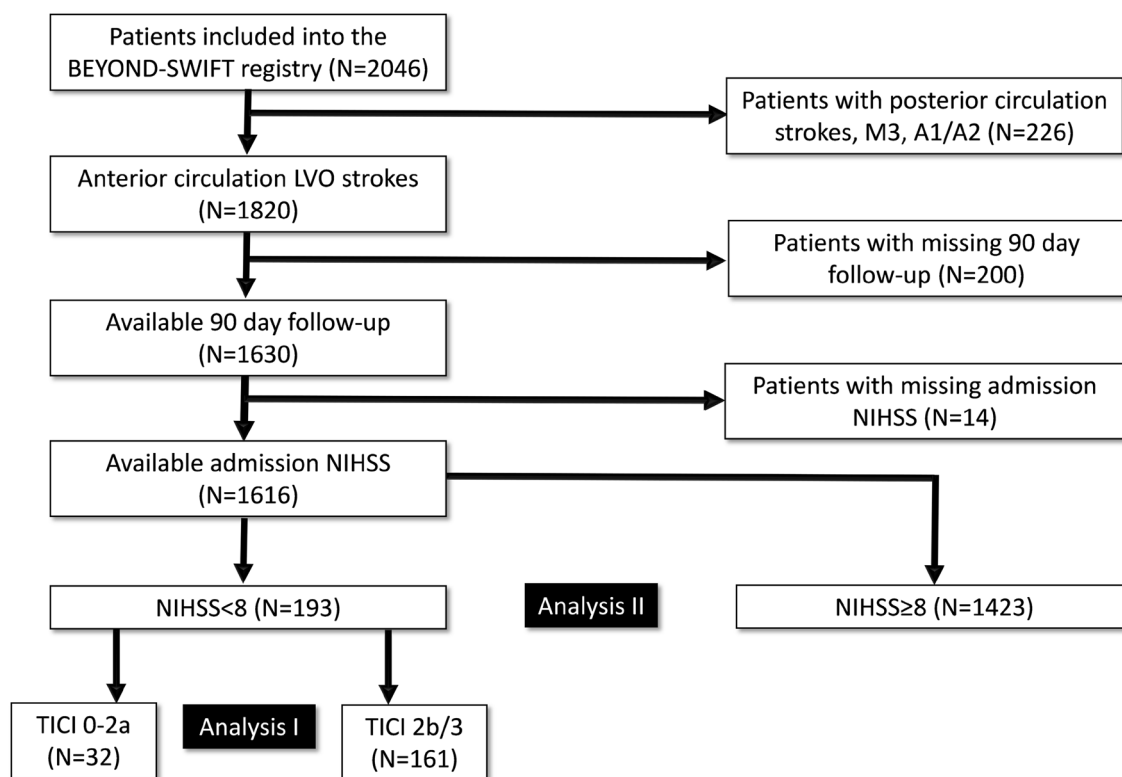 Patients included into the
BEYOND-SWIFT registry (N=2046)
Patients with posterior circulation
strokes, M3, A1/A2 (N=226)
Anterior circulation LVO strokes
(N=1820)
Patients with missing 90 day
follow-up (N=200)
Available 90 day follow-up
(N=1630)
Patients with missing admission
NIHSS (N=14)
Available admission NIHSS
(N=1616)
NIHSS<8 (N=193)
Analysis II
NIHSS≥8 (N=1423)
TICI 0-2a
(N=32)
Analysis I
TICI 2b/3
(N=161)